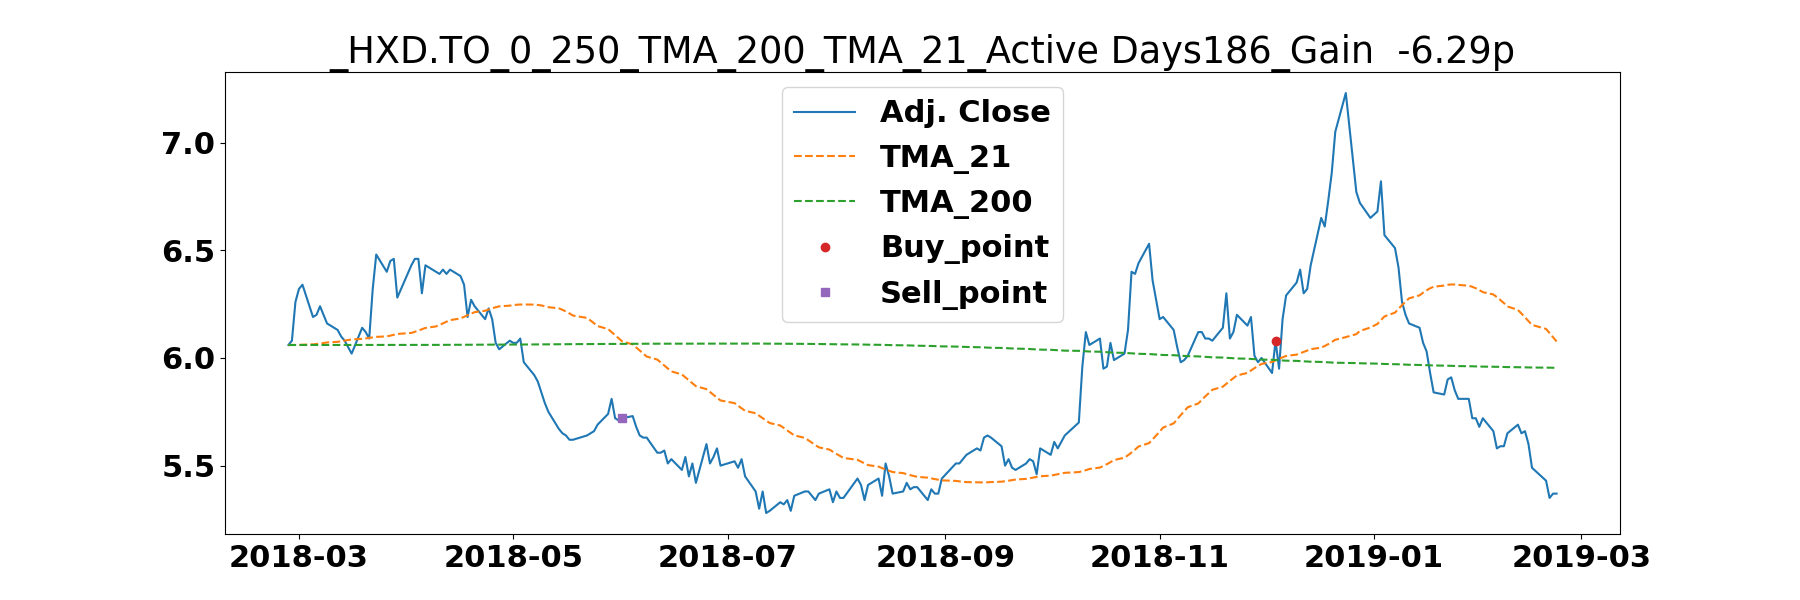 _HXD.TO_0_250_TMA_200_TMA_21_Active Days186_Gain  -6.29p
Adj. Close
TMA_21
TMA_200
Buy_point
Sell_point
7.0
6.5
6.0
5.5
2018-03 2018-05 2018-07 2018-09 2018-11 2019-01 2019-03